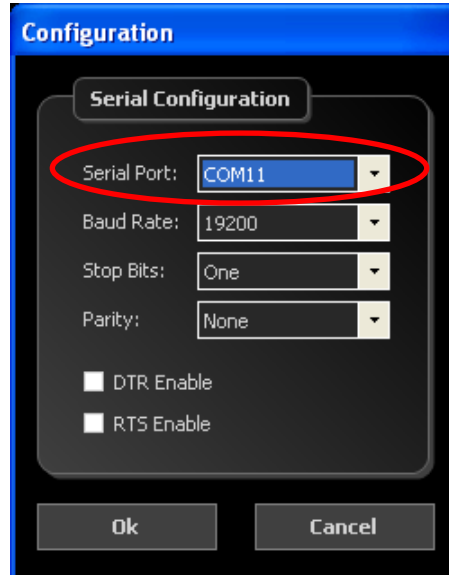 Configuration
Serial Configuration
Serial Port: COM11
Baud Rate: 19200
Stop Bits: One
Parity: None
DTR Enable
RTS Enable
Ok Cancel